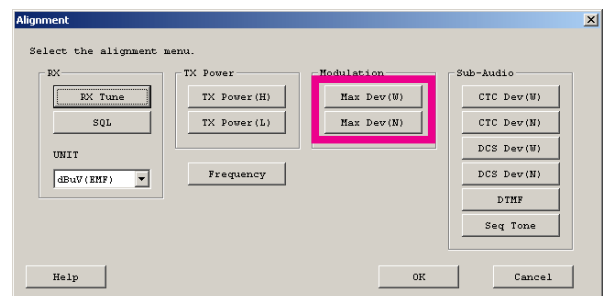 Alignment
Select the alignment menu.
RX
RX Tune
SQL
UNIT
dBuV(EMF)
TX Power
TX Power(H)
TX Power(L)
Frequency
Modulation
Max Dev(W)
Max Dev(N)
Sub-Audio
CTC Dev(W)
CTC Dev(N)
DCS Dev(W)
DCS Dev(N)
DTMF
Seq Tone
Help
OK
Cancel